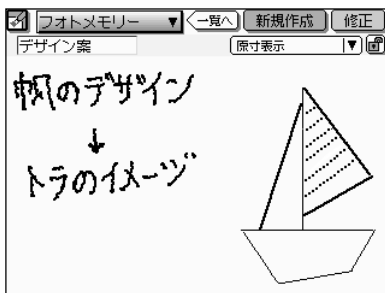 フォトメモリー ▼ 一覧へ 新規作成 修正
デザイン案 原寸表示 ▼
帆のデザイン
↓
トラのイメージ